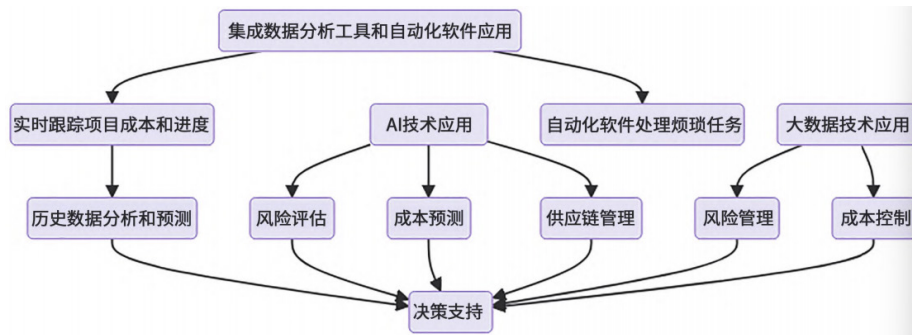 集成数据分析工具和自动化软件应用
实时跟踪项目成本和进度
AI技术应用
自动化软件处理烦琐任务
大数据技术应用
历史数据分析和预测
风险评估
成本预测
供应链管理
风险管理
成本控制
决策支持